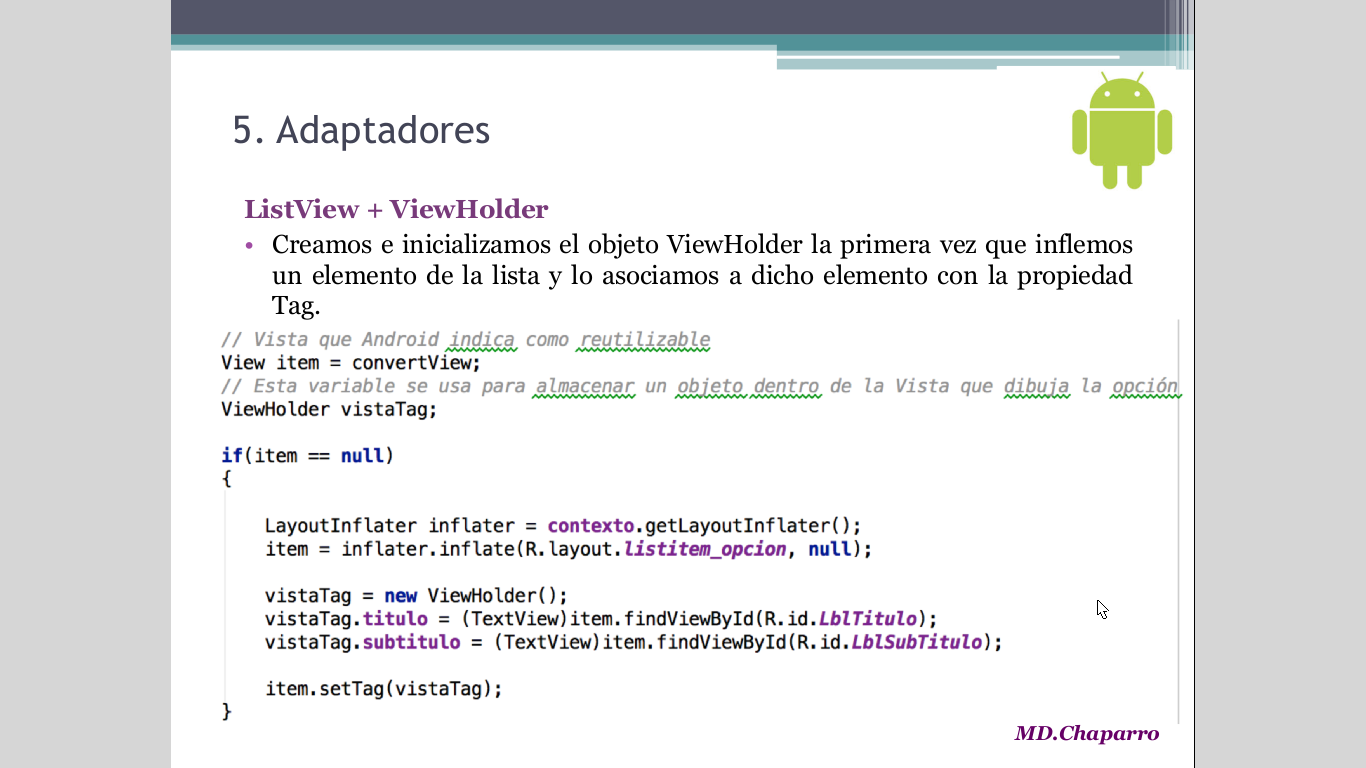 5. Adaptadores
ListView + ViewHolder
• Creamos e inicializamos el objeto ViewHolder la primera vez que inflemos
un elemento de la lista y lo asociamos a dicho elemento con la propiedad
Tag.
// Vista que Android indica como reutilizable
View item = convertView;
// Esta variable se usa para almacenar un objeto dentro de la Vista que dibuja la opción
ViewHolder vistaTag;
if(item == null)
{
LayoutInflater inflater = contexto.getLayoutInflater();
item = inflater.inflate(R.layout.listitem_opcion, null);
vistaTag = new ViewHolder();
vistaTag.titulo = (TextView)item.findViewById(R.id.LblTitulo);
vistaTag.subtitulo = (TextView)item.findViewById(R.id.LblSubTitulo);
item.setTag(vistaTag);
}
MD.Chaparro